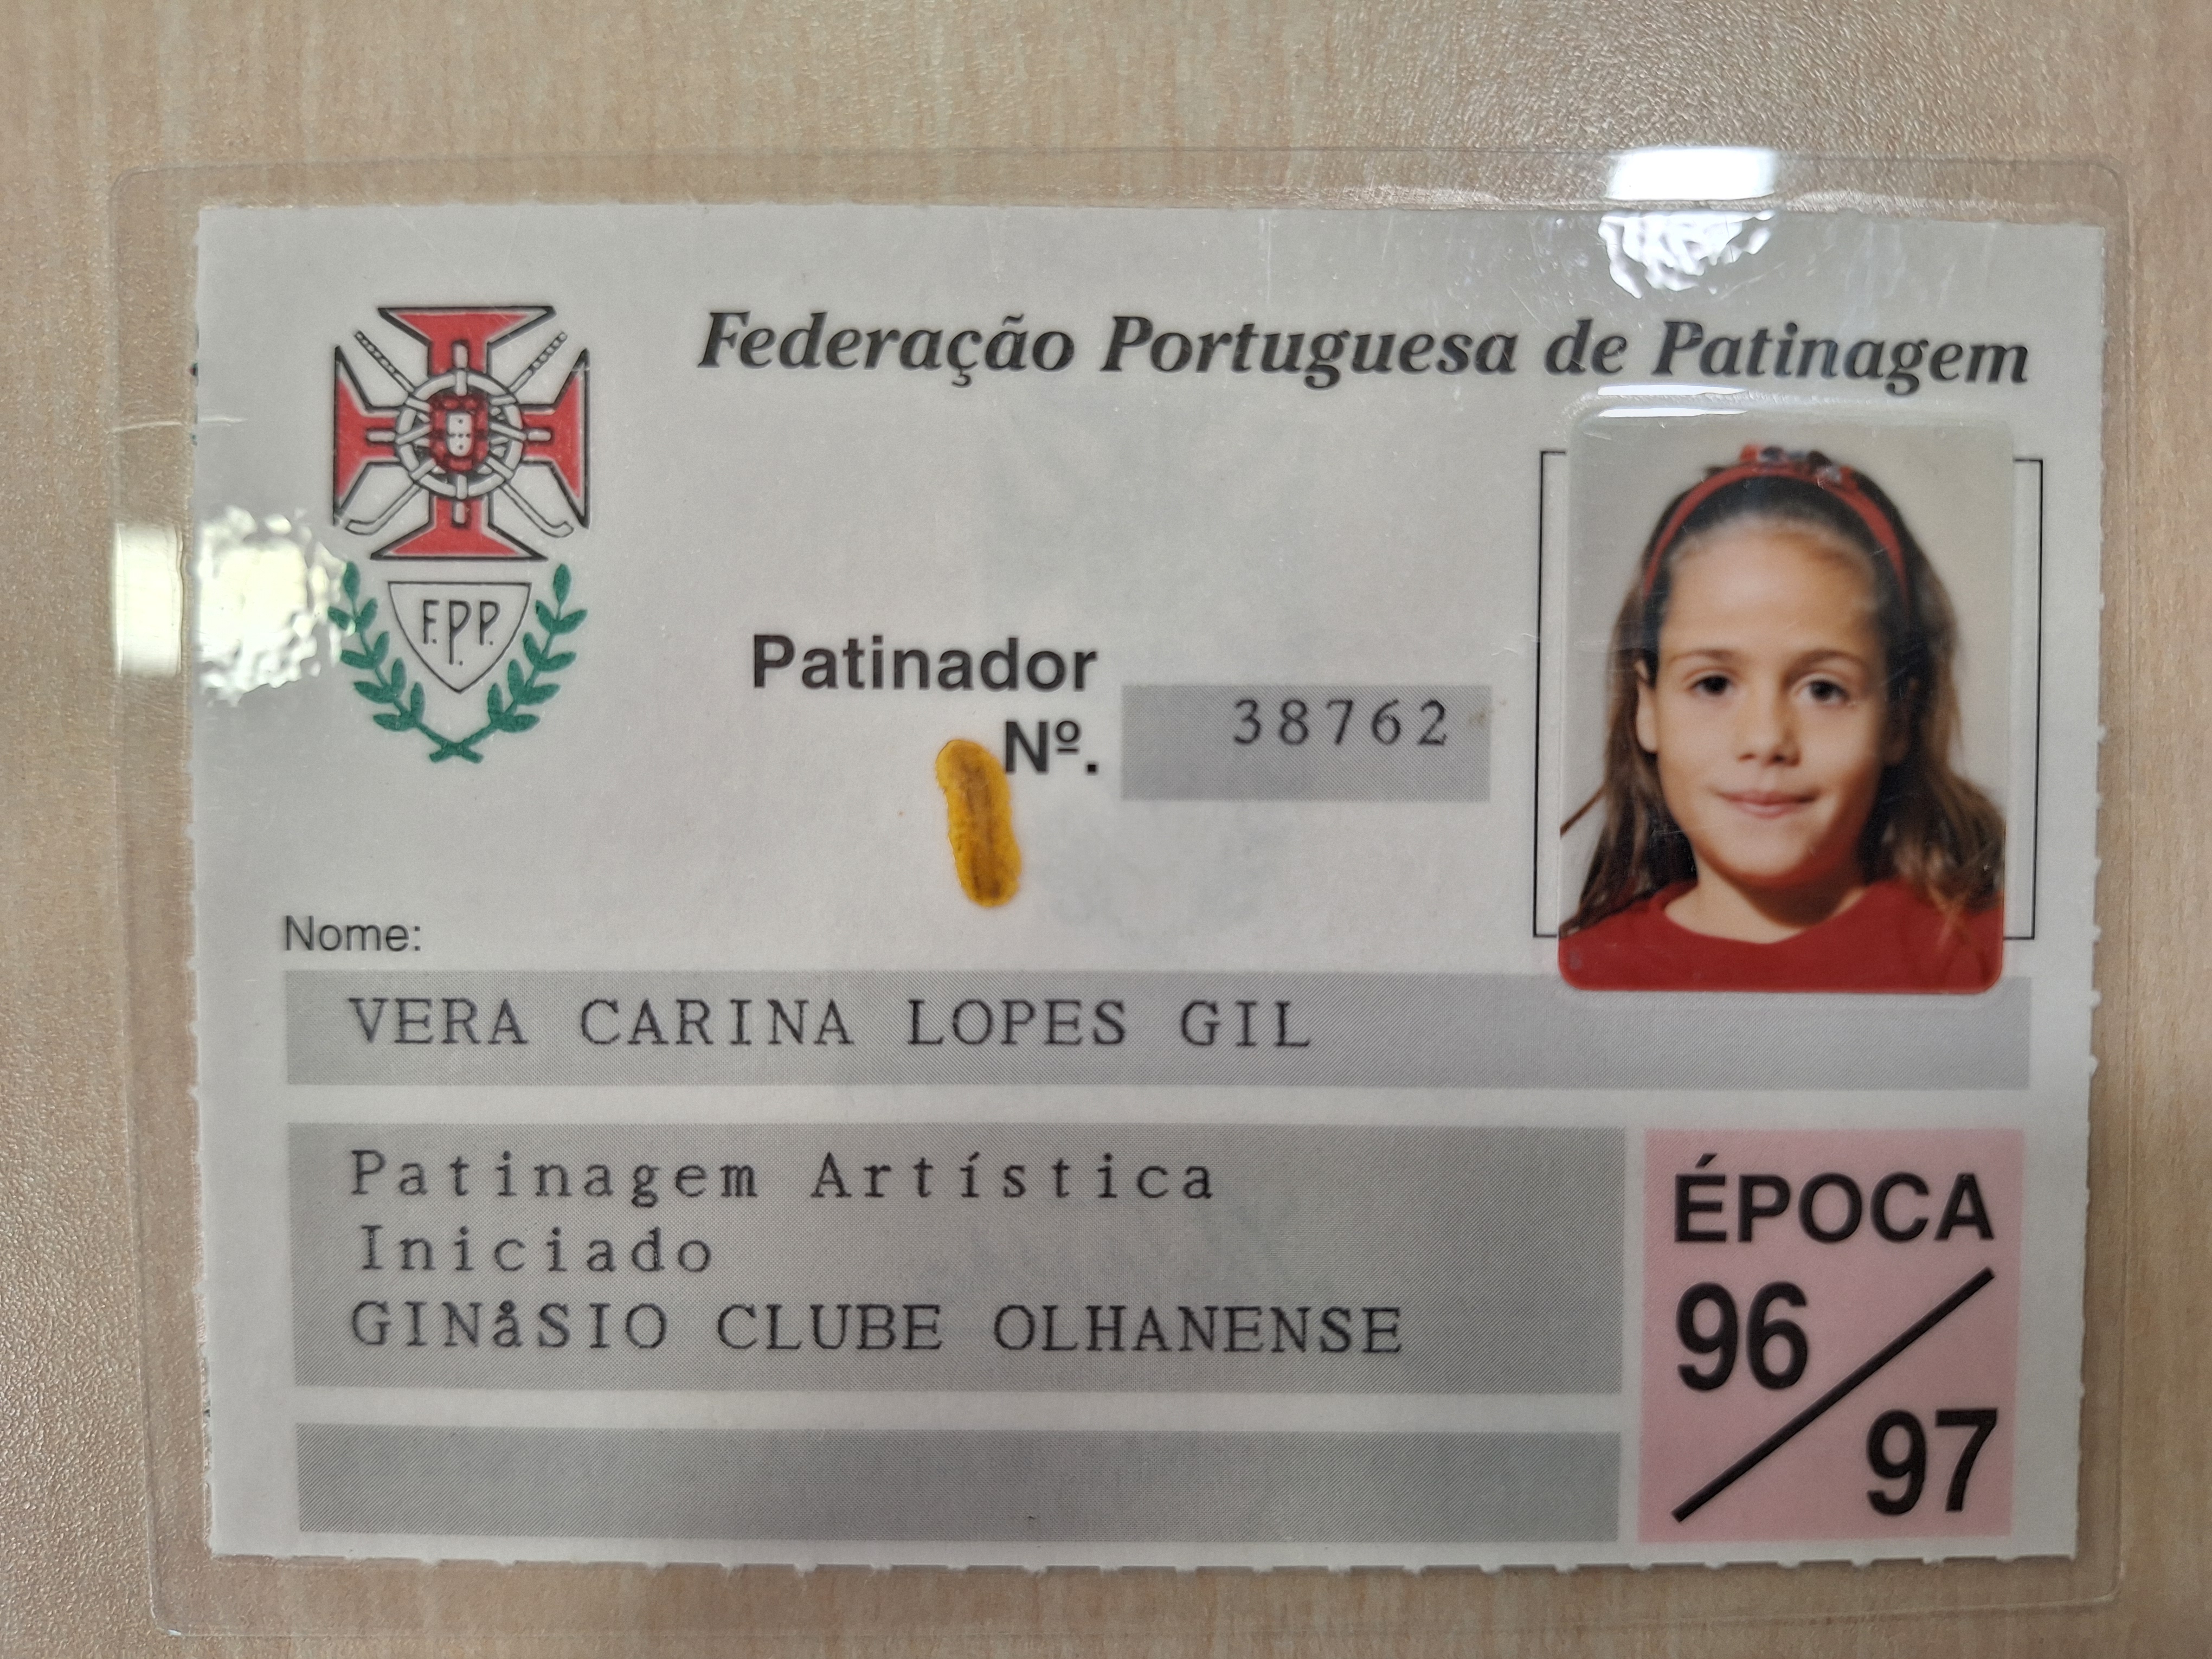 Federação Portuguesa de Patinagem
F.P.P.
Patinador
Nº. 38762
Nome:
VERA CARINA LOPES GIL
Patinagem Artística
Iniciado
GINåSIO CLUBE OLHANENSE
ÉPOCA
96/97